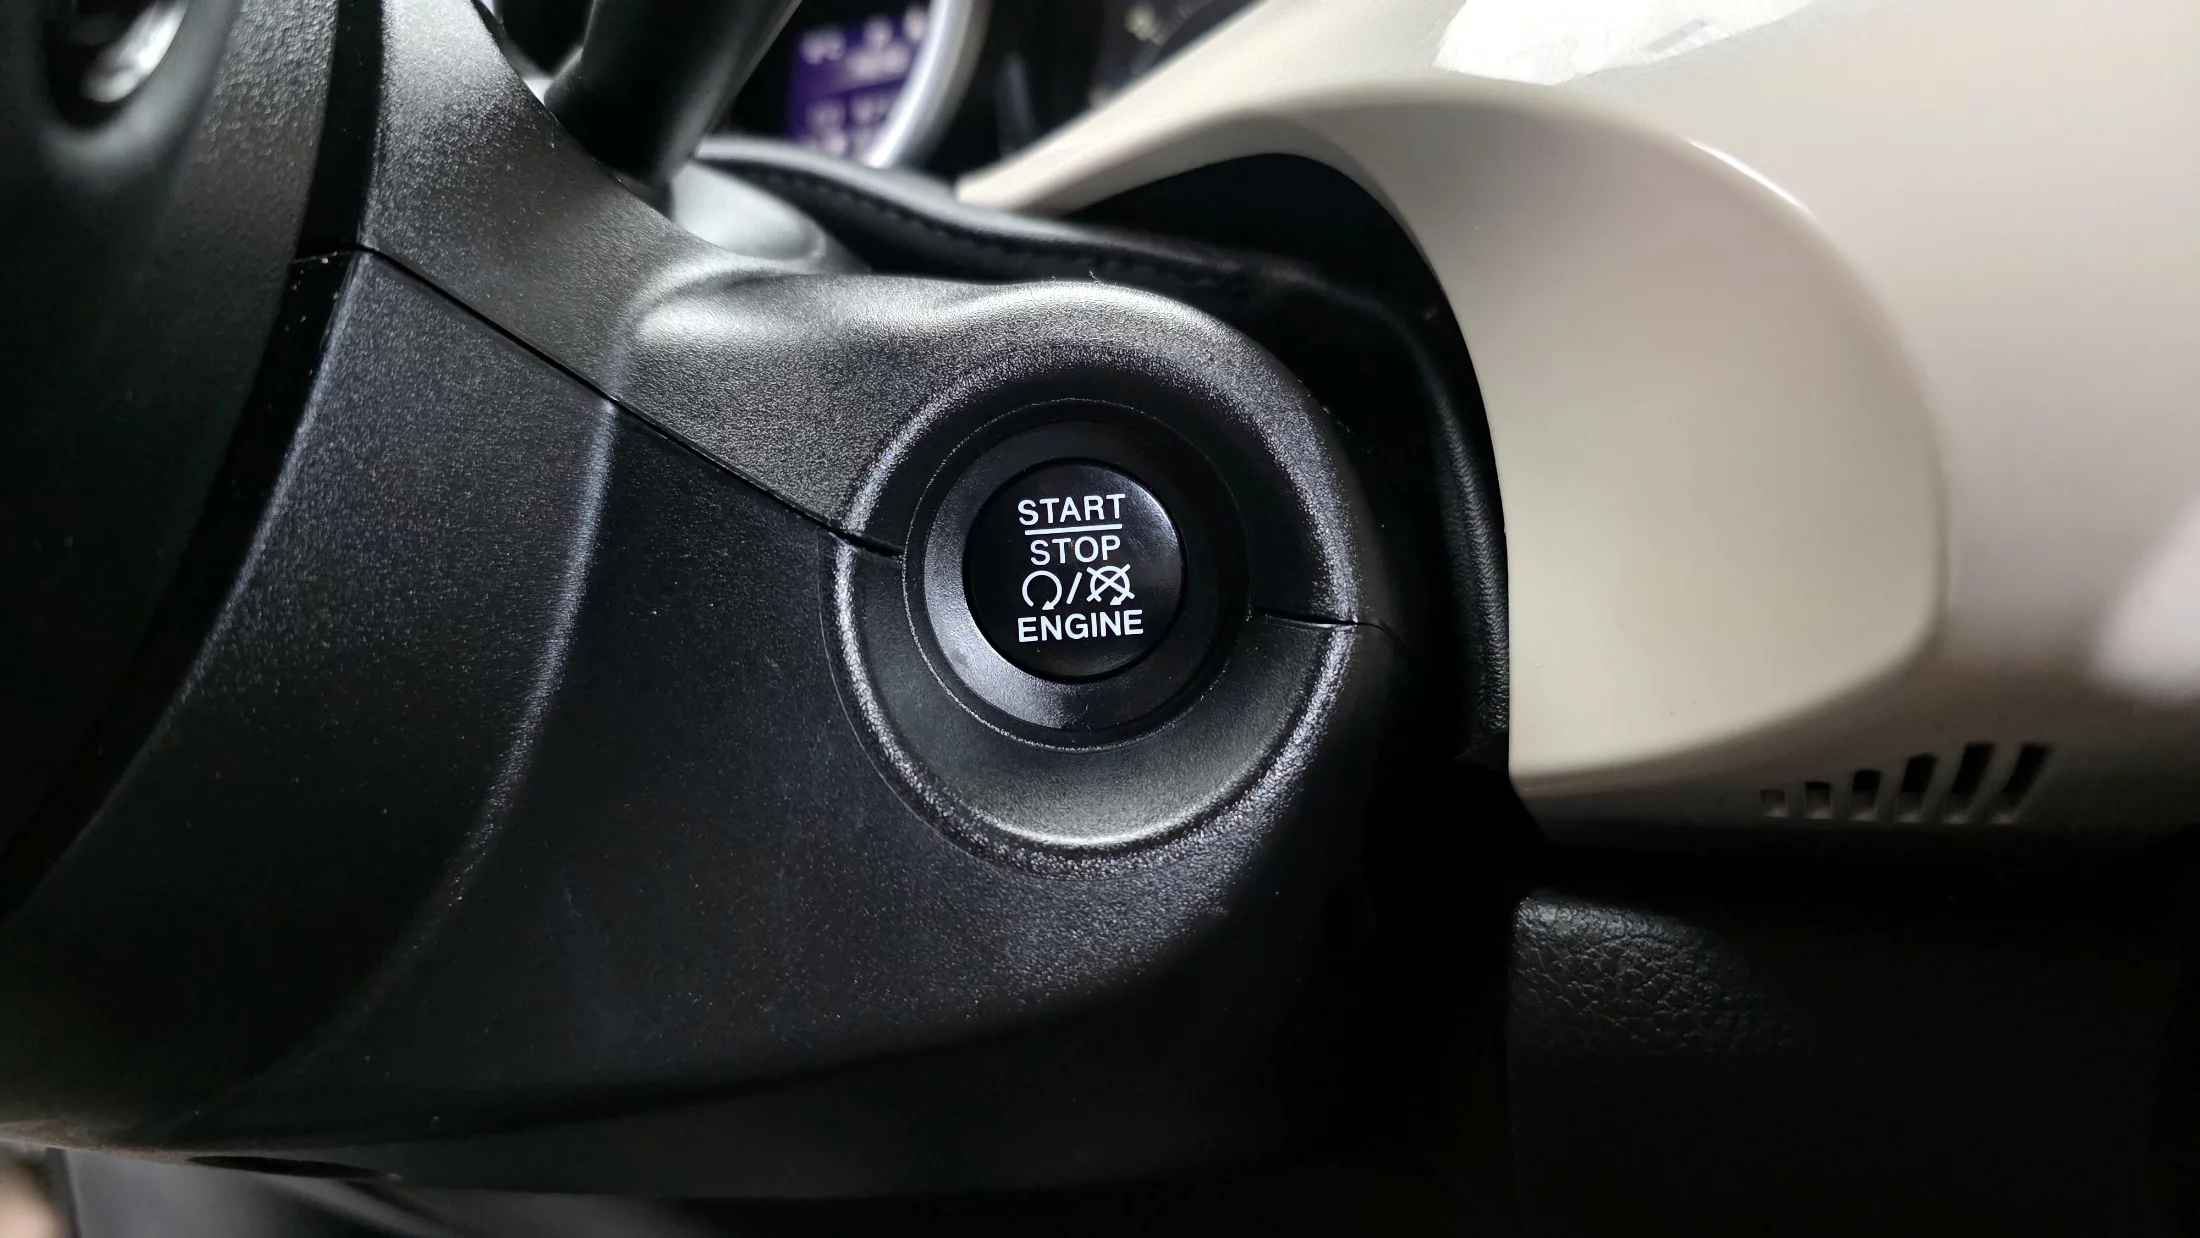 START
STOP
/
ENGINE